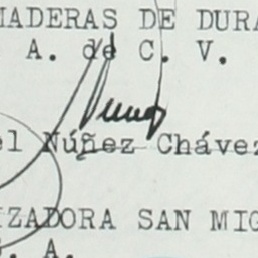 MADERAS DE DURA
A. de C. V.
el Núñez Chávez
IZADORA SAN MIG
. A.